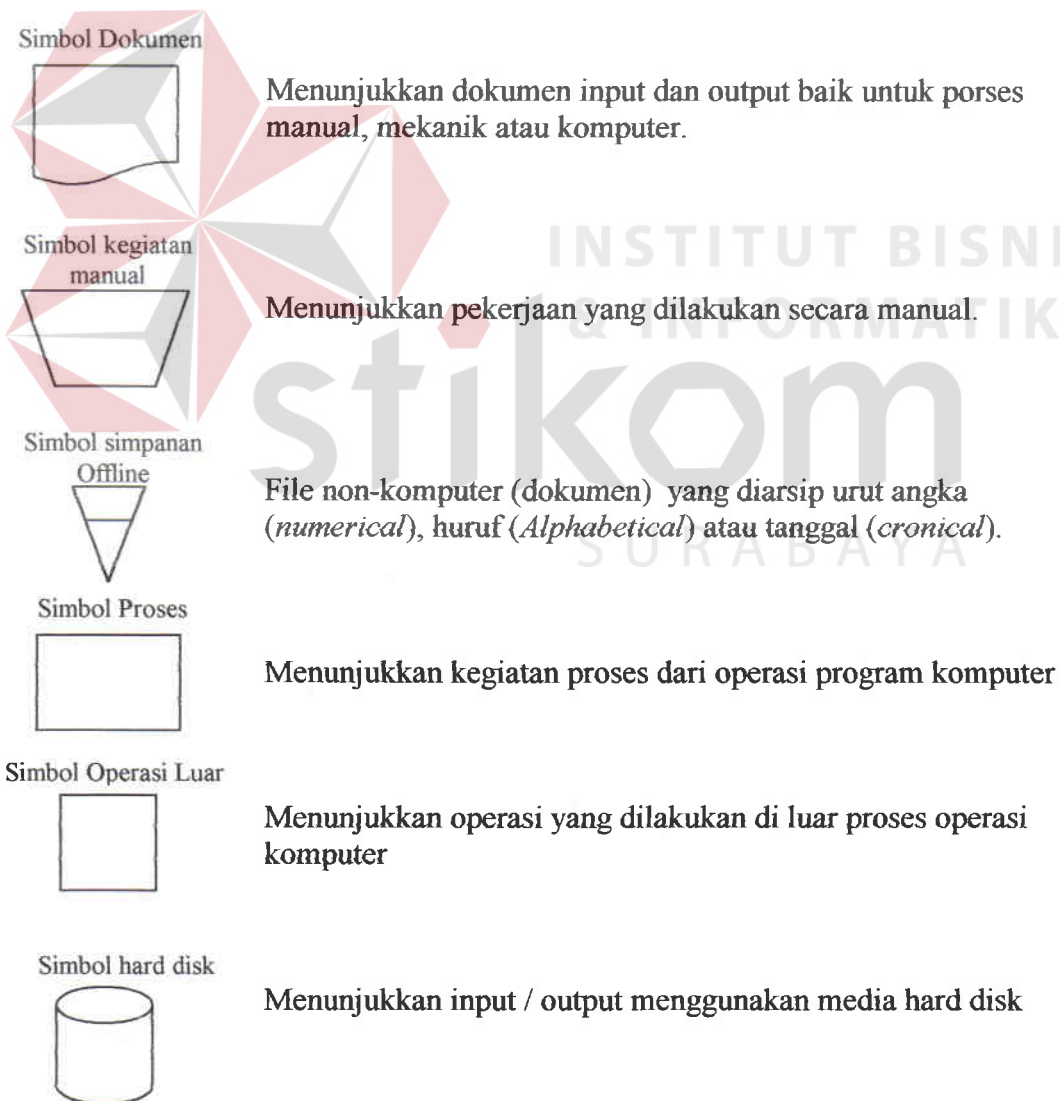 Simbol Dokumen
Menunjukkan dokumen input dan output baik untuk porses
manual, mekanik atau komputer.
INSTITUT BISNI
& INFORMATIK
stikom
SURABAYA
Simbol kegiatan
manual
Menunjukkan pekerjaan yang dilakukan secara manual.
Simbol simpanan
Offline
File non-komputer (dokumen) yang diarsip urut angka
(numerical), huruf (Alphabetical) atau tanggal (cronical).
Simbol Proses
Menunjukkan kegiatan proses dari operasi program komputer
Simbol Operasi Luar
Menunjukkan operasi yang dilakukan di luar proses operasi
komputer
Simbol hard disk
Menunjukkan input / output menggunakan media hard disk